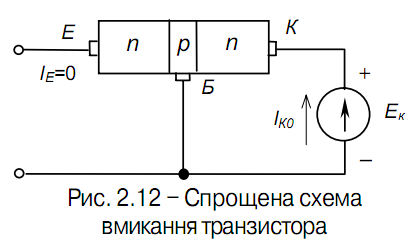 Е n p n К
I_E=0 Б I_K0 + E_к
–
Рис. 2.12 – Спрощена схема
вмикання транзистора